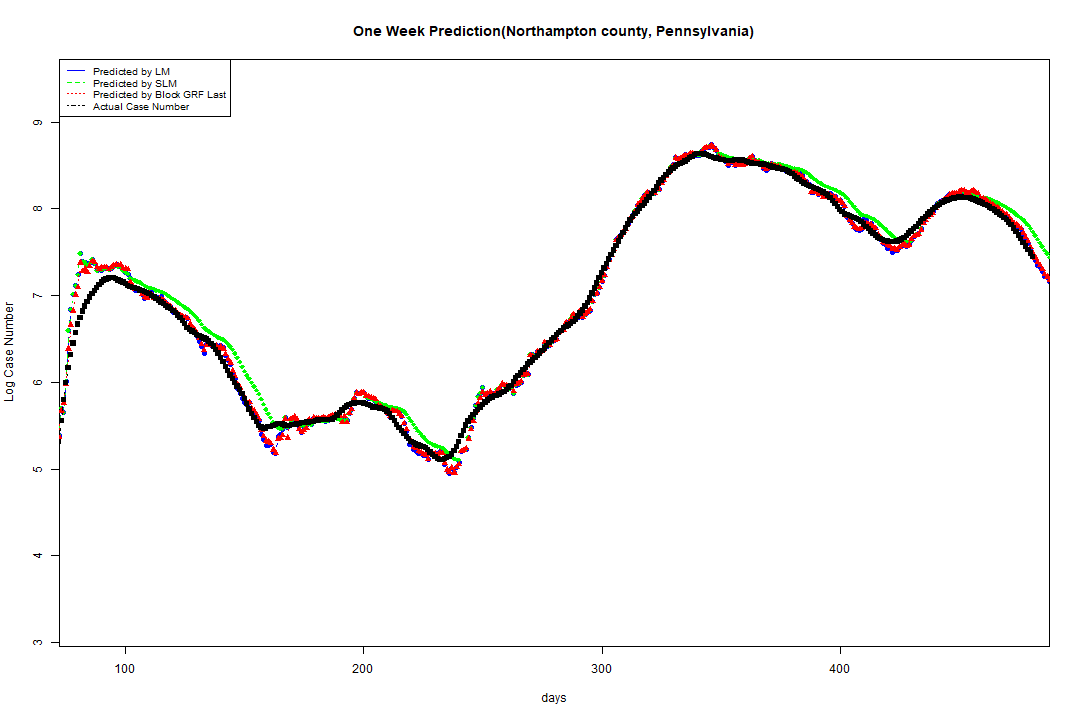 One Week Prediction(Northampton county, Pennsylvania)
Predicted by LM
Predicted by SLM
Predicted by Block GRF Last
Actual Case Number
Log Case Number
9
8
7
6
5
4
3
100 200 300 400
days